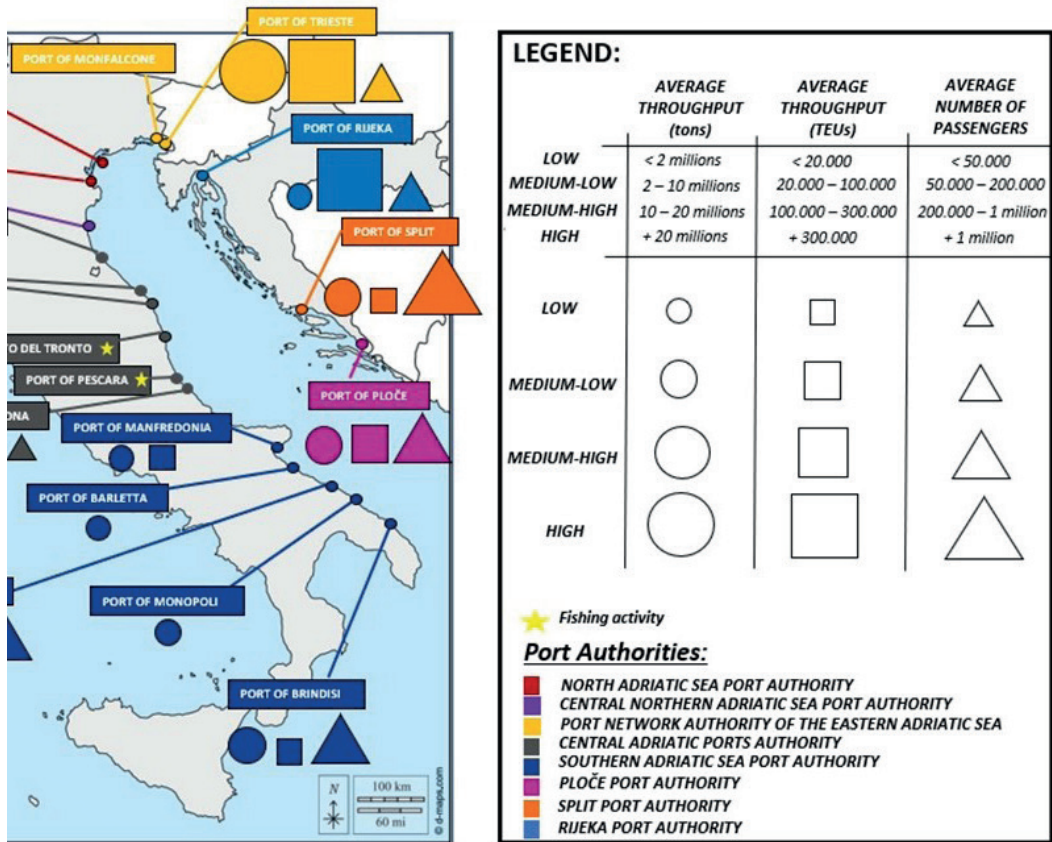 PORT OF TRIESTE
PORT OF MONFALCONE
PORT OF RIJEKA
PORT OF SPLIT
TO DEL TRONTO
PORT OF PESCARA
ONA
PORT OF PLOČE
PORT OF MANFREDONIA
PORT OF BARLETTA
PORT OF MONOPOLI
PORT OF BRINDISI
N
100 km
60 mi
© d-maps.com
LEGEND:
AVERAGE THROUGHPUT (tons)
AVERAGE THROUGHPUT (TEUs)
AVERAGE NUMBER OF PASSENGERS
LOW < 2 millions < 20.000 < 50.000
MEDIUM-LOW 2 – 10 millions 20.000 – 100.000 50.000 – 200.000
MEDIUM-HIGH 10 – 20 millions 100.000 – 300.000 200.000 – 1 million
HIGH + 20 millions + 300.000 + 1 million
LOW
MEDIUM-LOW
MEDIUM-HIGH
HIGH
Fishing activity
Port Authorities:
NORTH ADRIATIC SEA PORT AUTHORITY
CENTRAL NORTHERN ADRIATIC SEA PORT AUTHORITY
PORT NETWORK AUTHORITY OF THE EASTERN ADRIATIC SEA
CENTRAL ADRIATIC PORTS AUTHORITY
SOUTHERN ADRIATIC SEA PORT AUTHORITY
PLOČE PORT AUTHORITY
SPLIT PORT AUTHORITY
RIJEKA PORT AUTHORITY